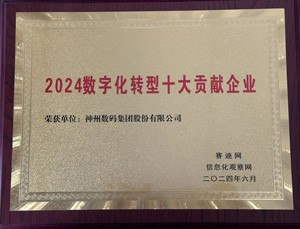 2024数字化转型十大贡献企业
荣获单位：神州数码集团股份有限公司
赛迪网
信息化观察网
二〇二四年六月